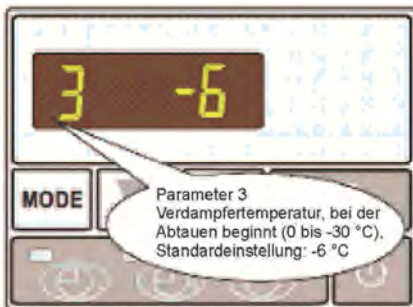 3 -6
MODE
Parameter 3
Verdampfertemperatur, bei der
Abtauen beginnt (0 bis -30 °C).
Standardeinstellung: -6 °C